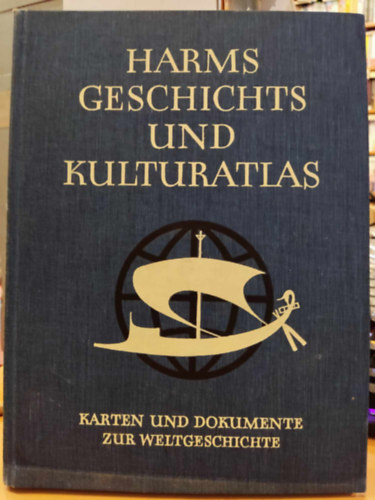 HARMS
GESCHICHTS
UND
KULTURATLAS
KARTEN UND DOKUMENTE
ZUR WELTGESCHICHTE